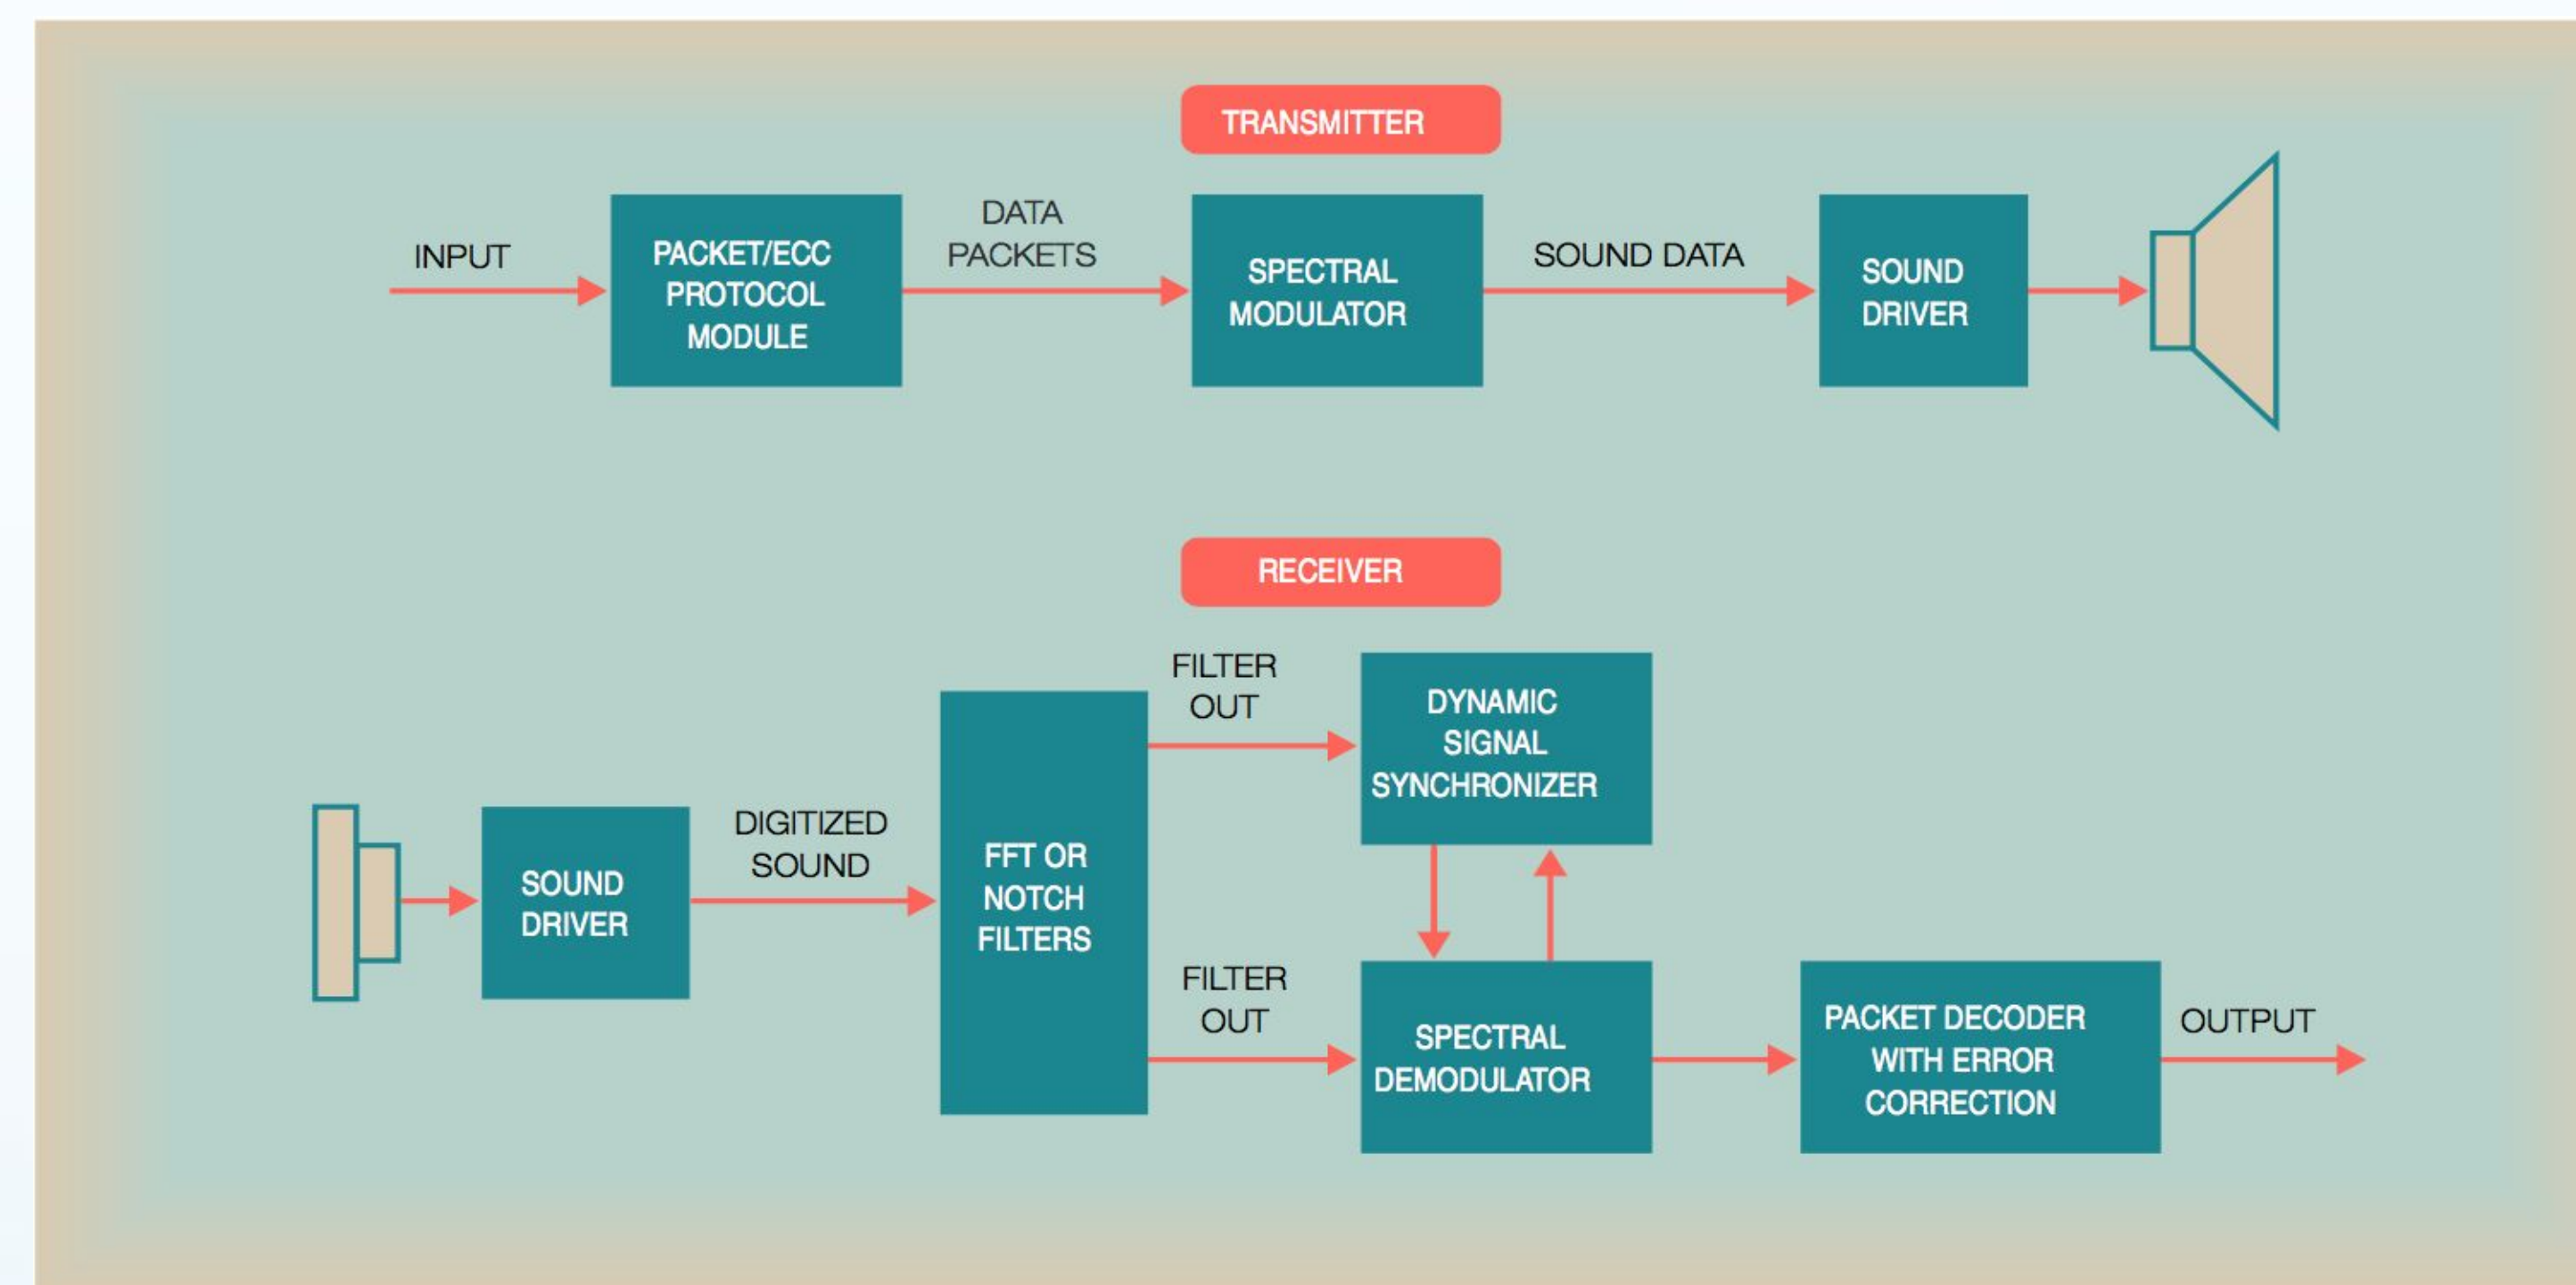 TRANSMITTER
INPUT
PACKET/ECC
PROTOCOL
MODULE
DATA
PACKETS
SPECTRAL
MODULATOR
SOUND DATA
SOUND
DRIVER
RECEIVER
SOUND
DRIVER
DIGITIZED
SOUND
FFT OR
NOTCH
FILTERS
FILTER
OUT
DYNAMIC
SIGNAL
SYNCHRONIZER
FILTER
OUT
SPECTRAL
DEMODULATOR
PACKET DECODER
WITH ERROR
CORRECTION
OUTPUT